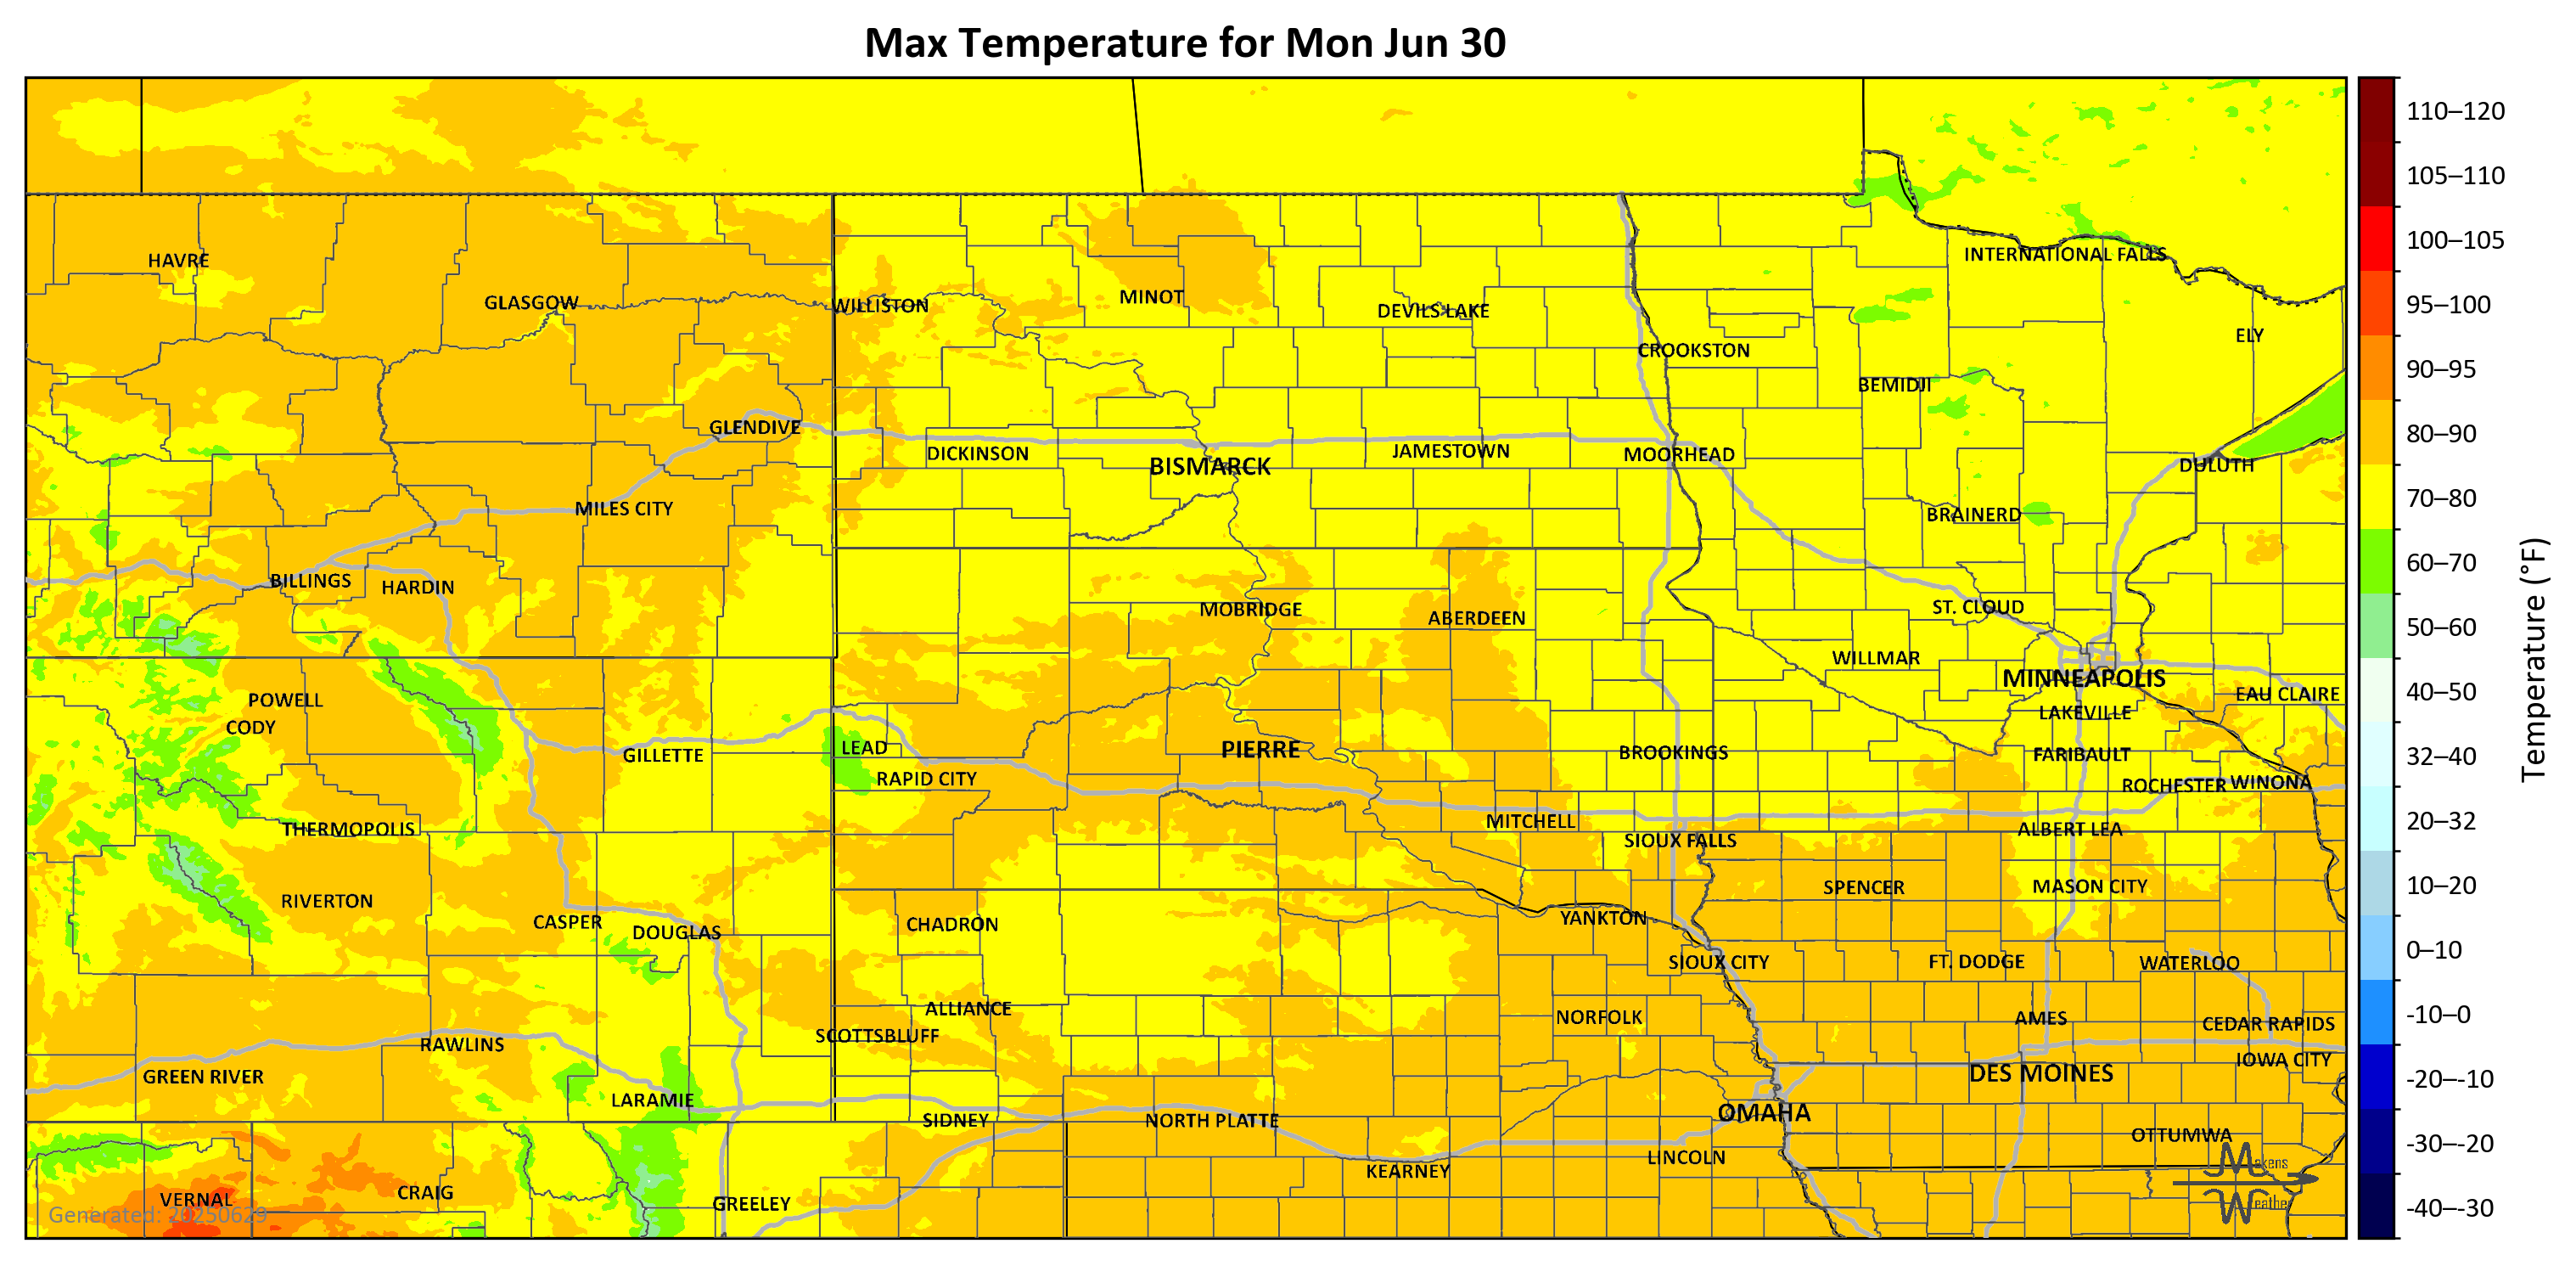 Max Temperature for Mon Jun 30
HAVRE
GLASGOW
WILLISTON
MINOT
DEVILS LAKE
INTERNATIONAL FALLS
ELY
CROOKSTON
BEMIDJI
GLENDIVE
DICKINSON
BISMARCK
JAMESTOWN
MOORHEAD
DULUTH
MILES CITY
BRAINERD
BILLINGS
HARDIN
MOBRIDGE
ABERDEEN
ST. CLOUD
WILLMAR
MINNEAPOLIS
EAU CLAIRE
POWELL
CODY
LAKEVILLE
GILLETTE
LEAD
RAPID CITY
PIERRE
BROOKINGS
FARIBAULT
ROCHESTER
WINONA
THERMOPOLIS
MITCHELL
SIOUX FALLS
ALBERT LEA
RIVERTON
CASPER
DOUGLAS
CHADRON
YANKTON
SPENCER
MASON CITY
SIOUX CITY
FT. DODGE
WATERLOO
ALLIANCE
SCOTTSBLUFF
NORFOLK
AMES
CEDAR RAPIDS
RAWLINS
GREEN RIVER
IOWA CITY
DES MOINES
LARAMIE
SIDNEY
NORTH PLATTE
OMAHA
OTTUMWA
KEARNEY
LINCOLN
VERNAL
CRAIG
GREELEY
Generated: 20250629
Makens
Weather
110–120
105–110
100–105
95–100
90–95
80–90
70–80
60–70
50–60
40–50
32–40
20–32
10–20
0–10
-10–0
-20–-10
-30–-20
-40–-30
Temperature (°F)